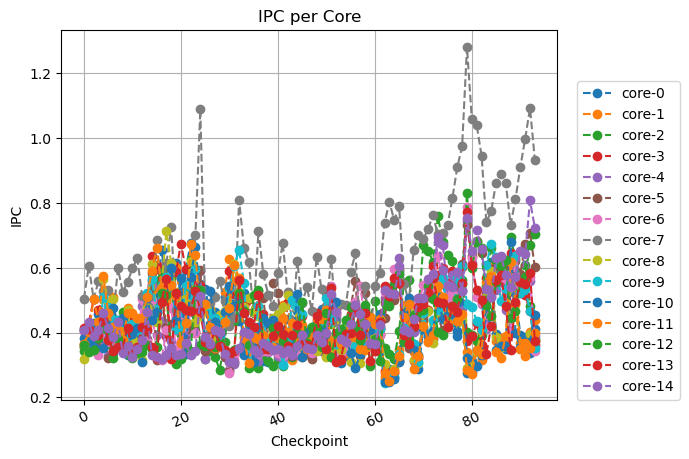 IPC per Core
IPC
1.2
1.0
0.8
0.6
0.4
0.2
0
20
40
60
80
Checkpoint
core-0
core-1
core-2
core-3
core-4
core-5
core-6
core-7
core-8
core-9
core-10
core-11
core-12
core-13
core-14